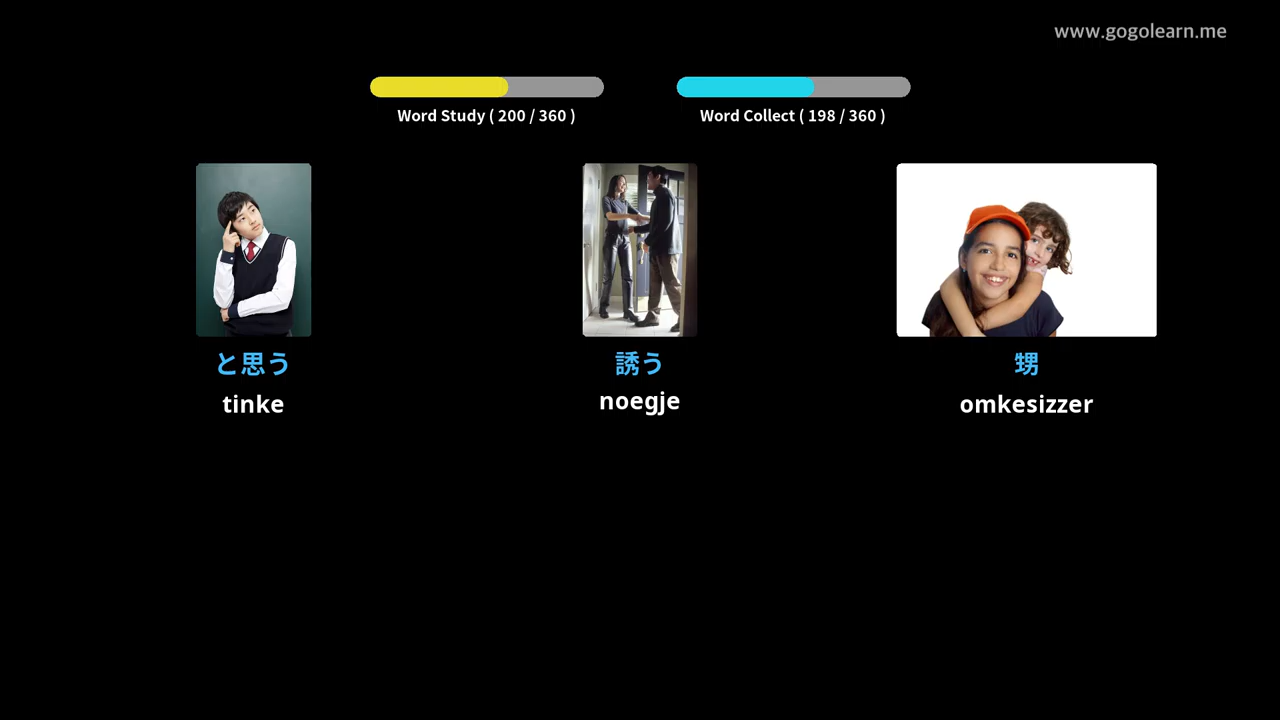 www.gogolearn.me
Word Study ( 200 / 360 )
Word Collect ( 198 / 360 )
と思う
誘う
甥
tinke
noegje
omkesizzer